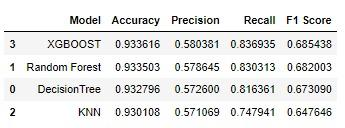 Model Accuracy Precision Recall F1 Score
3 XGBOOST 0.933616 0.580381 0.836935 0.685438
1 Random Forest 0.933503 0.578645 0.830313 0.682003
0 DecisionTree 0.932796 0.572600 0.816361 0.673090
2 KNN 0.930108 0.571069 0.747941 0.647646